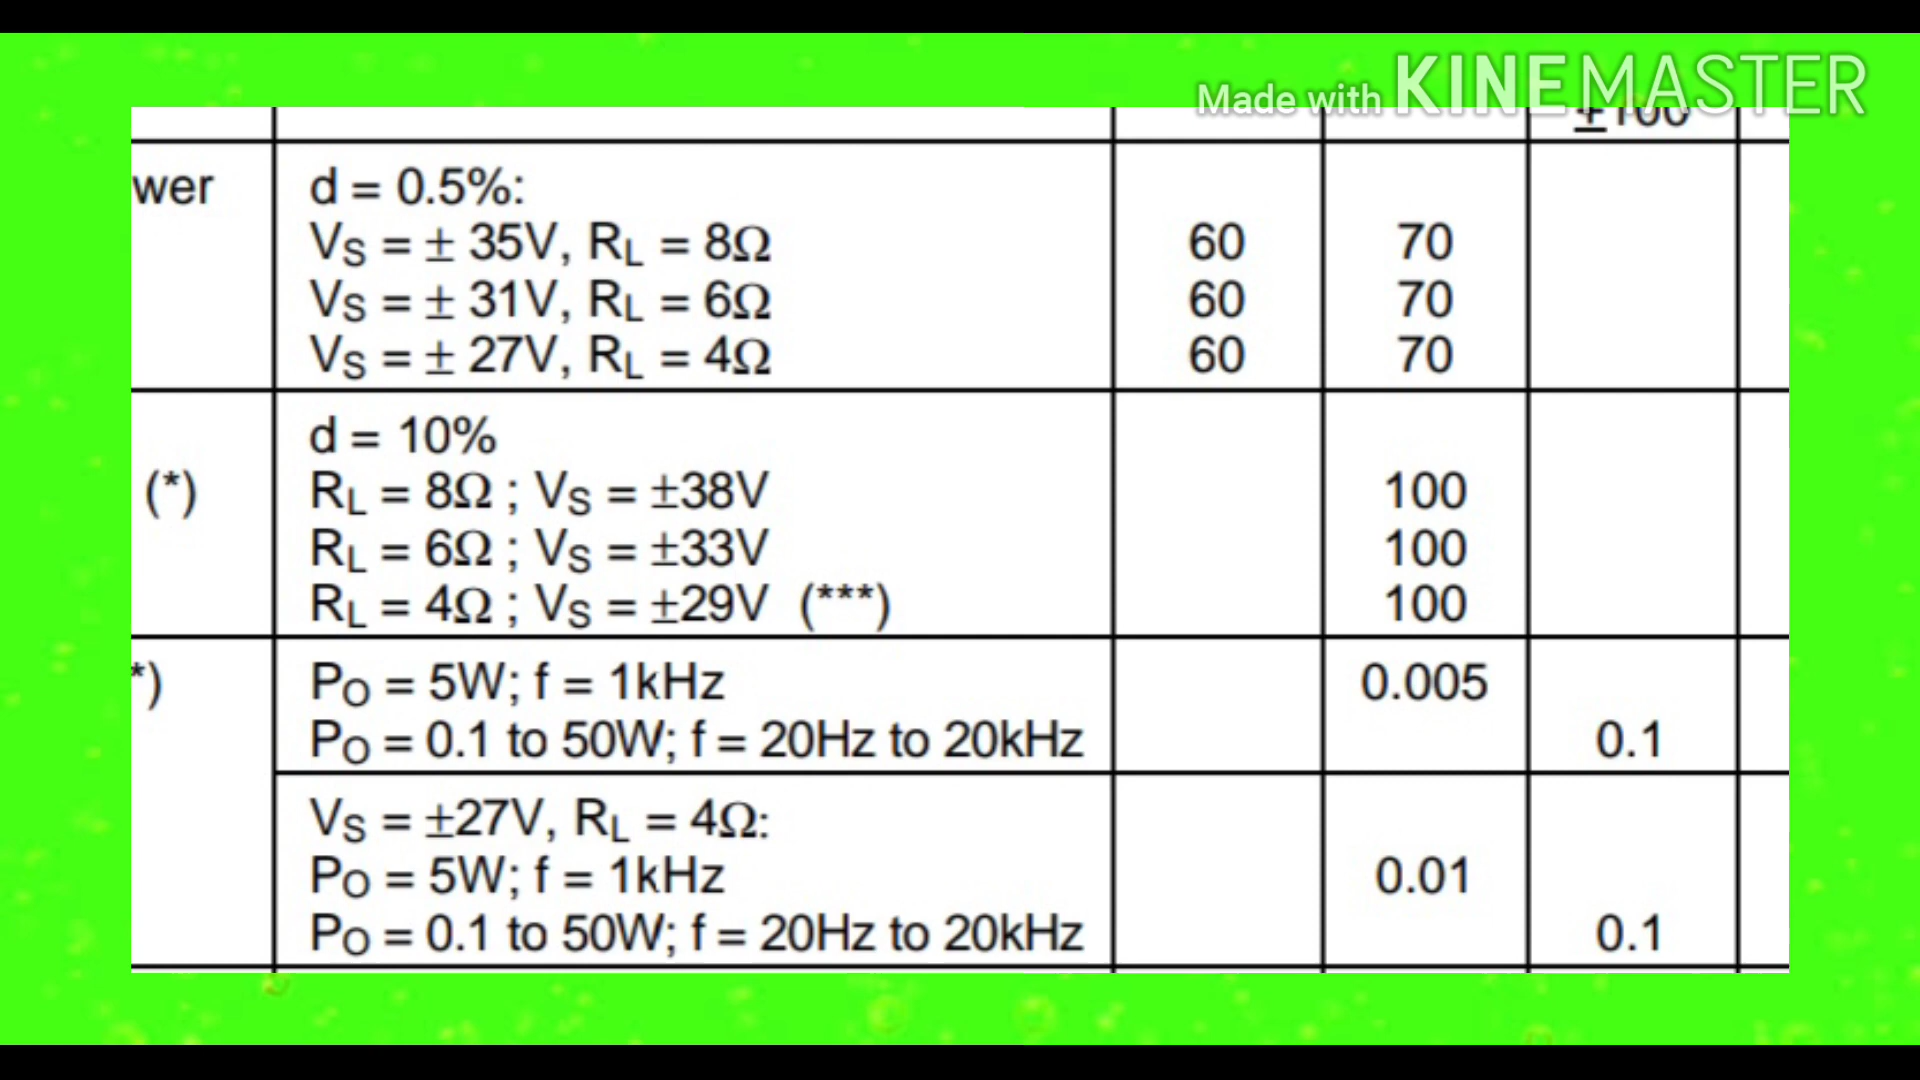 Made with KINEMASTER
±100
wer
d = 0.5%:
VS = ± 35V, RL = 8Ω 60 70
VS = ± 31V, RL = 6Ω 60 70
VS = ± 27V, RL = 4Ω 60 70
d = 10%
(*) RL = 8Ω ; VS = ±38V 100
RL = 6Ω ; VS = ±33V 100
RL = 4Ω ; VS = ±29V (***) 100
*) PO = 5W; f = 1kHz 0.005
PO = 0.1 to 50W; f = 20Hz to 20kHz 0.1
VS = ±27V, RL = 4Ω:
PO = 5W; f = 1kHz 0.01
PO = 0.1 to 50W; f = 20Hz to 20kHz 0.1